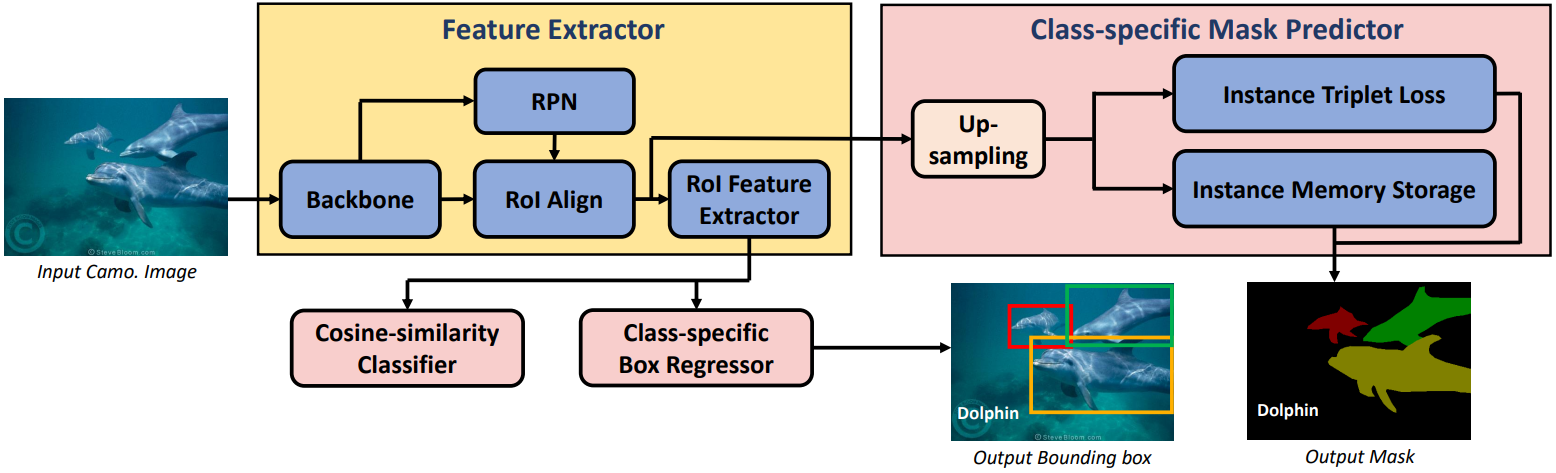 Feature Extractor
Class-specific Mask Predictor
RPN
Backbone
RoI Align
RoI Feature
Extractor
Up-
sampling
Instance Triplet Loss
Instance Memory Storage
©
© SteveBloom.com
Input Camo. Image
Cosine-similarity
Classifier
Class-specific
Box Regressor
Dolphin
©
© SteveBloom.com
Output Bounding box
Dolphin
Output Mask